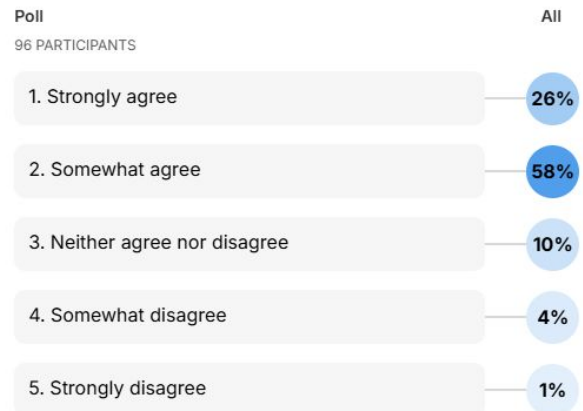 Poll All
96 PARTICIPANTS
1. Strongly agree 26%
2. Somewhat agree 58%
3. Neither agree nor disagree 10%
4. Somewhat disagree 4%
5. Strongly disagree 1%